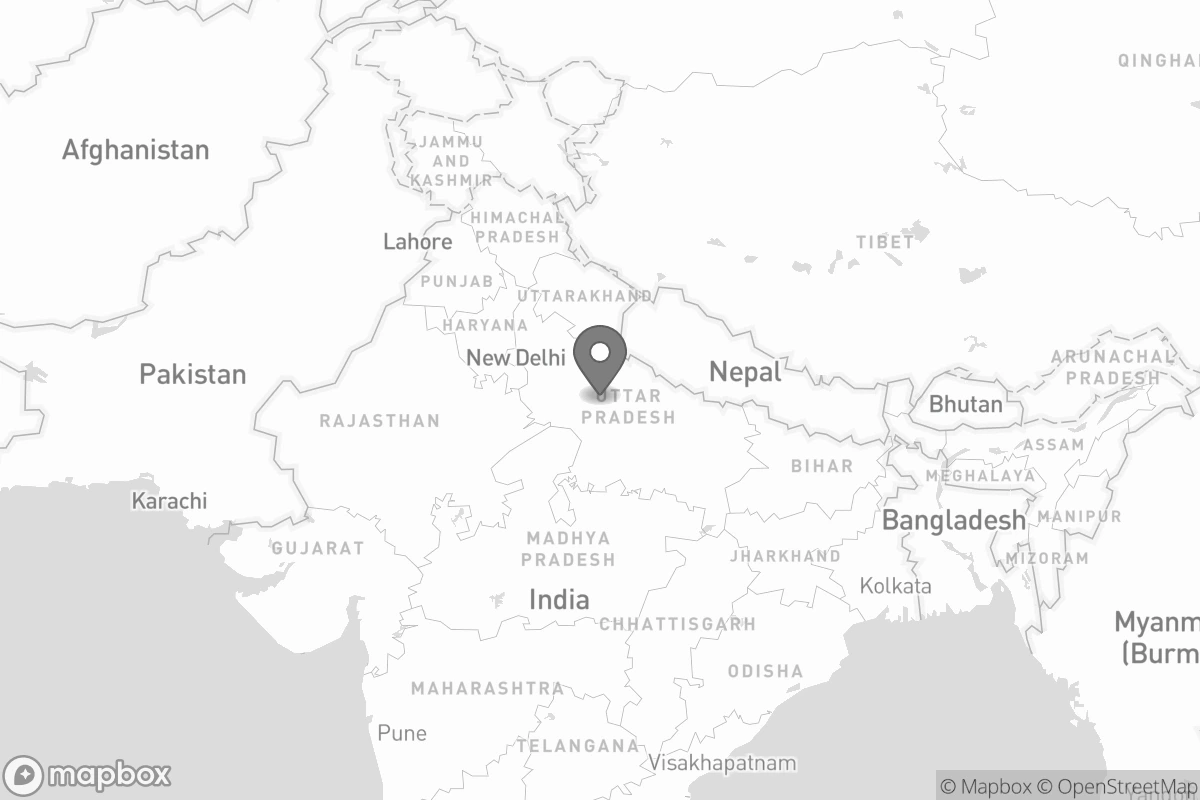 QINGHAI
Afghanistan
JAMMU
AND
KASHMIR
HIMACHAL
PRADESH
Lahore
TIBET
PUNJAB
UTTARAKHAND
HARYANA
New Delhi
Pakistan
Nepal
ARUNACHAL
PRADESH
UTTAR
PRADESH
Bhutan
RAJASTHAN
ASSAM
BIHAR
MEGHALAYA
Karachi
Bangladesh
MANIPUR
GUJARAT
MADHYA
PRADESH
JHARKHAND
MIZORAM
Kolkata
India
CHHATTISGARH
Myanm
(Burm
ODISHA
MAHARASHTRA
Pune
TELANGANA
Visakhapatnam
mapbox
© Mapbox © OpenStreetMap